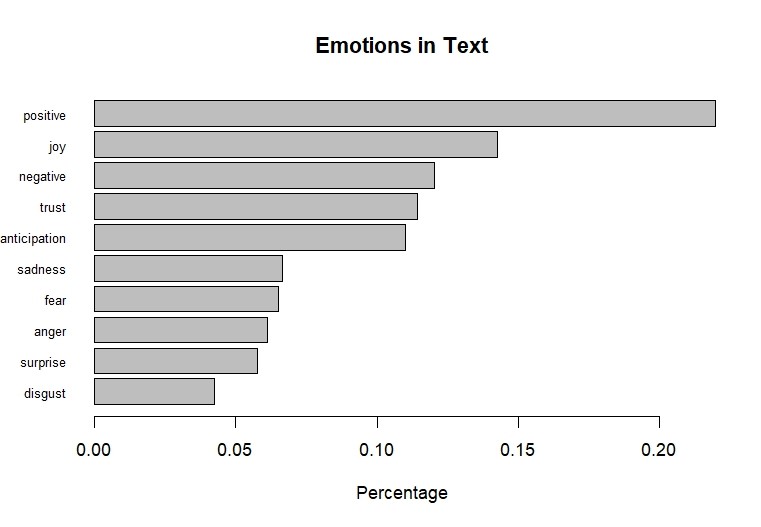 Emotions in Text
positive
joy
negative
trust
anticipation
sadness
fear
anger
surprise
disgust
0.00 0.05 0.10 0.15 0.20
Percentage